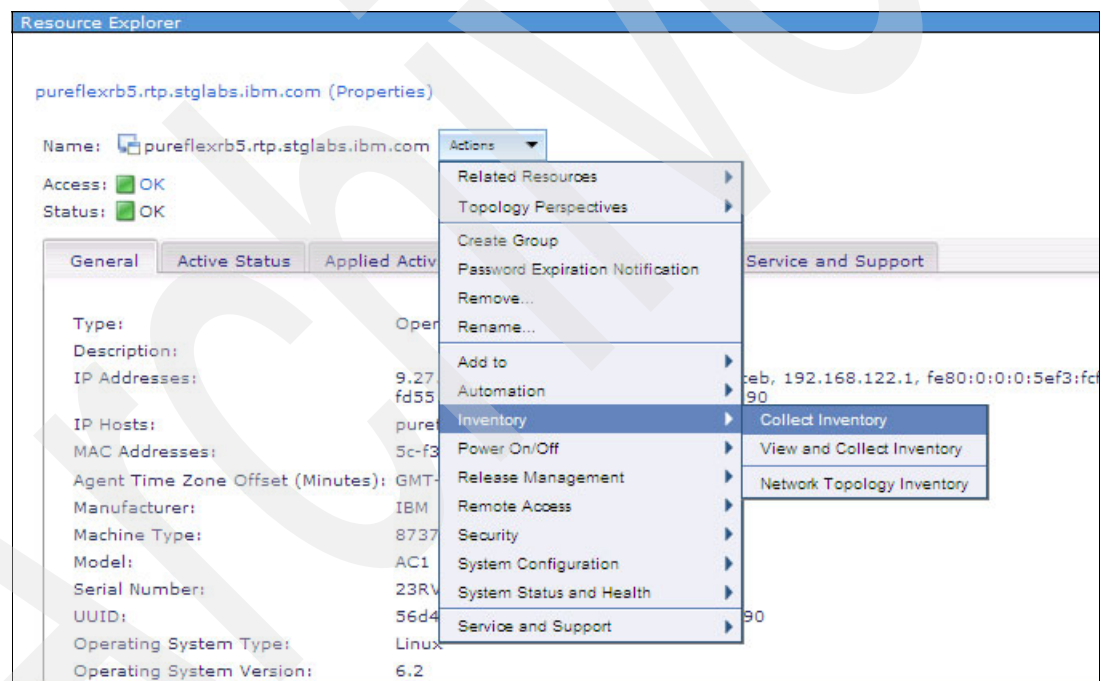 Resource Explorer
pureflexrb5.rtp.stglabs.ibm.com (Properties)
Name: pureflexrb5.rtp.stglabs.ibm.com Actions
Access: OK
Status: OK
General Active Status Applied Activ Service and Support
Related Resources
Topology Perspectives
Create Group
Password Expiration Notification
Remove...
Rename...
Add to
Automation
Inventory
Power On/Off
Release Management
Remote Access
Security
System Configuration
System Status and Health
Service and Support
Collect Inventory
View and Collect Inventory
Network Topology Inventory
Type: Oper
Description:
IP Addresses: 9.27. :eb, 192.168.122.1, fe80:0:0:0:5ef3:fcf
fd55 90
IP Hosts: puref
MAC Addresses: 5c-f3
Agent Time Zone Offset (Minutes): GMT-
Manufacturer: IBM
Machine Type: 8737
Model: AC1
Serial Number: 23RV
UUID: 56d4 90
Operating System Type: Linux
Operating System Version: 6.2